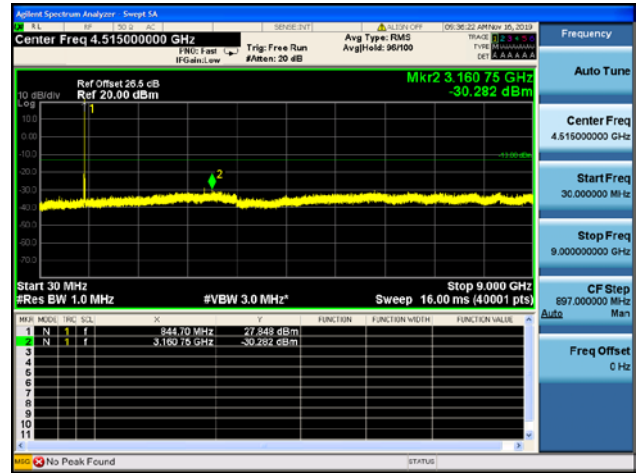 Agilent Spectrum Analyzer - Swept SA
RL RF 50 Ω AC SENSE:INT ALIGN OFF 09:36:22 AM Nov 16, 2019
Center Freq 4.515000000 GHz
PNO: Fast
IFGain:Low
Trig: Free Run
#Atten: 20 dB
Avg Type: RMS
Avg|Hold: 96/100
TRACE 1 2 3 4 5 6
TYPE
DET A A A A A A
Ref Offset 26.5 dB
Ref 20.00 dBm
Mkr2 3.160 75 GHz
-30.282 dBm
10 dB/div
Log
10.0
0.00
-10.0
-20.0
-30.0
-40.0
-50.0
-60.0
-70.0
1
2
-13.00 dBm
Start 30 MHz
Stop 9.000 GHz
#Res BW 1.0 MHz
#VBW 3.0 MHz*
Sweep 16.00 ms (40001 pts)
MKR MODE TRC SCL X Y FUNCTION FUNCTION WIDTH FUNCTION VALUE
1 N 1 f 844.70 MHz 27.848 dBm
2 N 1 f 3.160 75 GHz -30.282 dBm
3
4
5
6
7
8
9
10
11
MSG No Peak Found
STATUS
Frequency
Auto Tune
Center Freq
4.515000000 GHz
Start Freq
30.000000 MHz
Stop Freq
9.000000000 GHz
CF Step
897.000000 MHz
Auto Man
Freq Offset
0 Hz